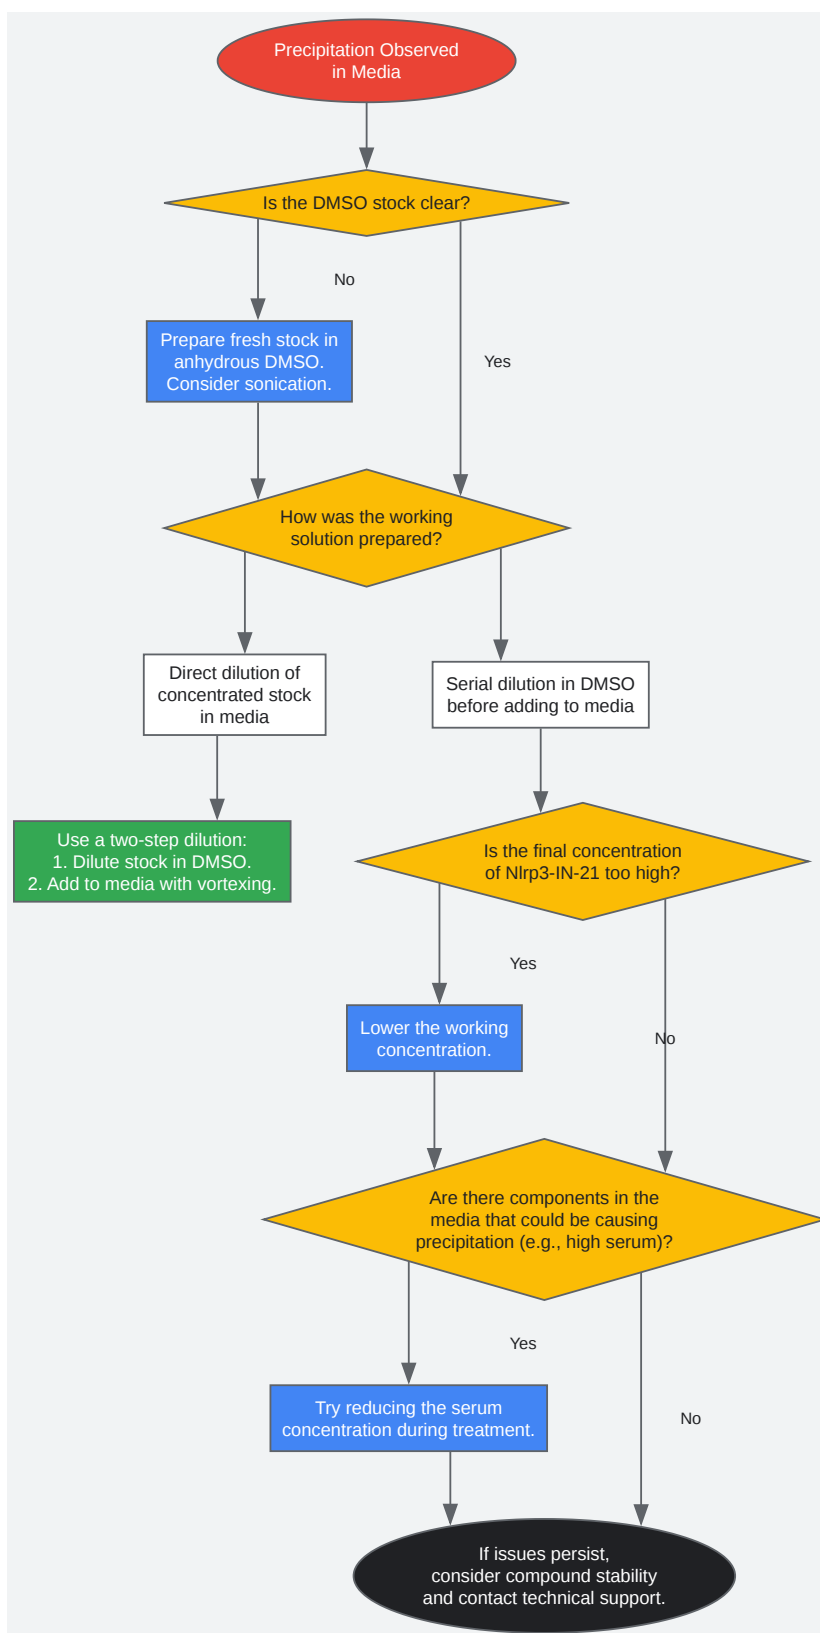 Precipitation Observed
in Media
Is the DMSO stock clear?
No
Prepare fresh stock in
anhydrous DMSO.
Consider sonication.
Yes
How was the working
solution prepared?
Direct dilution of
concentrated stock
in media
Serial dilution in DMSO
before adding to media
Use a two-step dilution:
1. Dilute stock in DMSO.
2. Add to media with vortexing.
Is the final concentration
of Nlrp3-IN-21 too high?
Yes
Lower the working
concentration.
No
Are there components in the
media that could be causing
precipitation (e.g., high serum)?
Yes
Try reducing the serum
concentration during treatment.
No
If issues persist,
consider compound stability
and contact technical support.